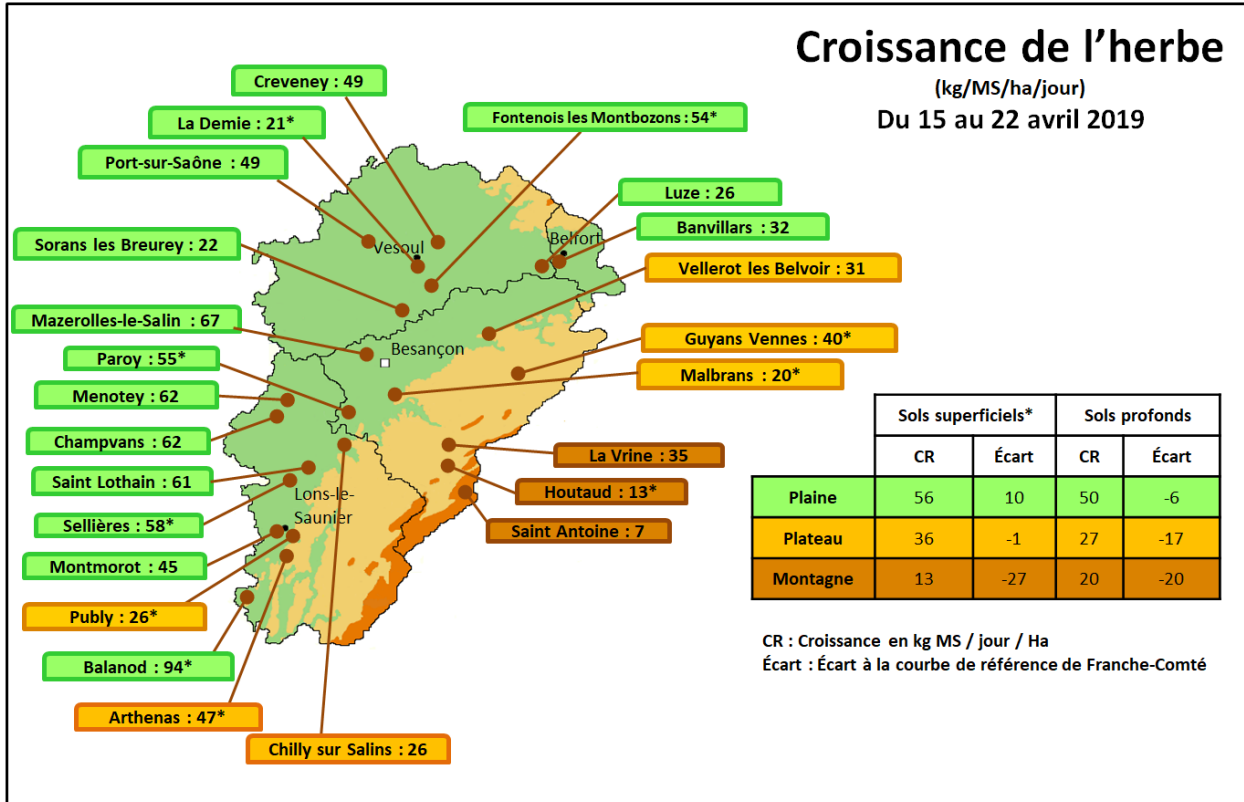 Croissance de l'herbe
(kg/MS/ha/jour)
Du 15 au 22 avril 2019
Creveney : 49
La Demie : 21*
Fontenois les Montbozons : 54*
Port-sur-Saône : 49
Luze : 26
Banvillars : 32
Sorans les Breurey : 22
Vesoul
Belfort
Vellerot les Belvoir : 31
Mazerolles-le-Salin : 67
Guyans Vennes : 40*
Besançon
Paroy : 55*
Malbrans : 20*
Menotey : 62
Champvans : 62
La Vrine : 35
Saint Lothain : 61
Houtaud : 13*
Lons-le-
Saunier
Sellières : 58*
Saint Antoine : 7
Montmorot : 45
Publy : 26*
Balanod : 94*
Arthenas : 47*
Chilly sur Salins : 26
Sols superficiels* Sols profonds
CR Écart CR Écart
Plaine 56 10 50 -6
Plateau 36 -1 27 -17
Montagne 13 -27 20 -20
CR : Croissance en kg MS / jour / Ha
Écart : Écart à la courbe de référence de Franche-Comté